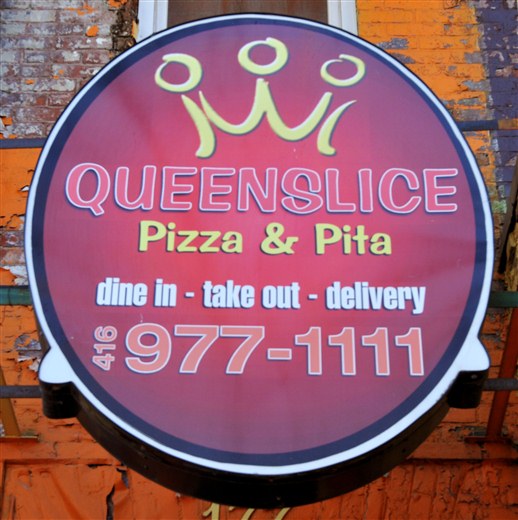 QUEENSLICE
Pizza & Pita
dine in - take out - delivery
416 977-1111